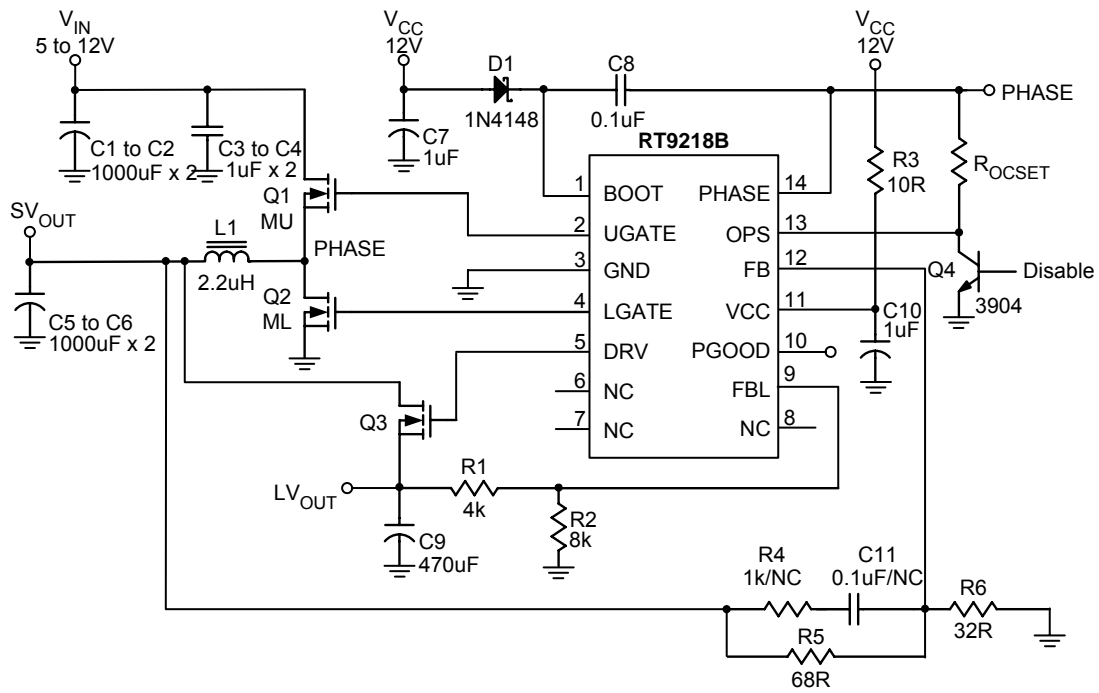 V_IN
5 to 12V
V_CC
12V
D1
1N4148
C8
0.1uF
V_CC
12V
PHASE
C1 to C2
1000uF x 2
C3 to C4
1uF x 2
C7
1uF
RT9218B
R3
10R
R_OCSET
Q1
MU
1
BOOT
PHASE
14
SV_OUT
L1
2.2uH
PHASE
2
UGATE
OPS
13
3
GND
FB
12
Q4
Disable
3904
C5 to C6
1000uF x 2
Q2
ML
4
LGATE
VCC
11
C10
1uF
5
DRV
PGOOD
10
6
NC
FBL
9
Q3
7
NC
NC
8
LV_OUT
R1
4k
R2
8k
C9
470uF
R4
1k/NC
C11
0.1uF/NC
R6
32R
R5
68R